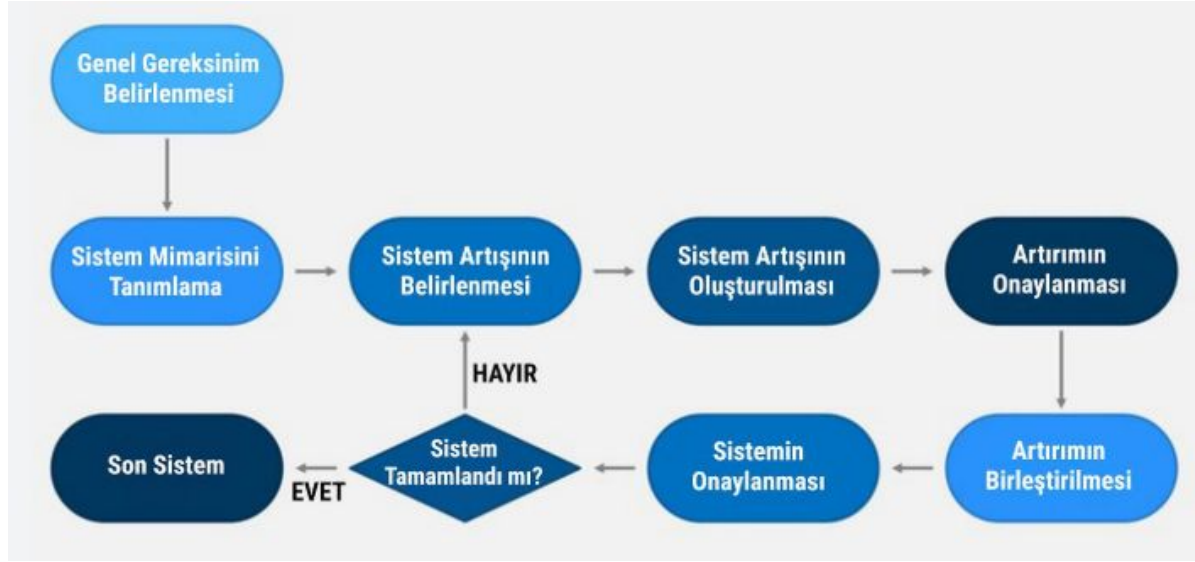 Genel Gereksinim
Belirlenmesi
Sistem Mimarisini
Tanımlama
Sistem Artışının
Belirlenmesi
Sistem Artışının
Oluşturulması
Artırımın
Onaylanması
HAYIR
Son Sistem
EVET
Sistem
Tamamlandı mı?
Sistemin
Onaylanması
Artırımın
Birleştirilmesi